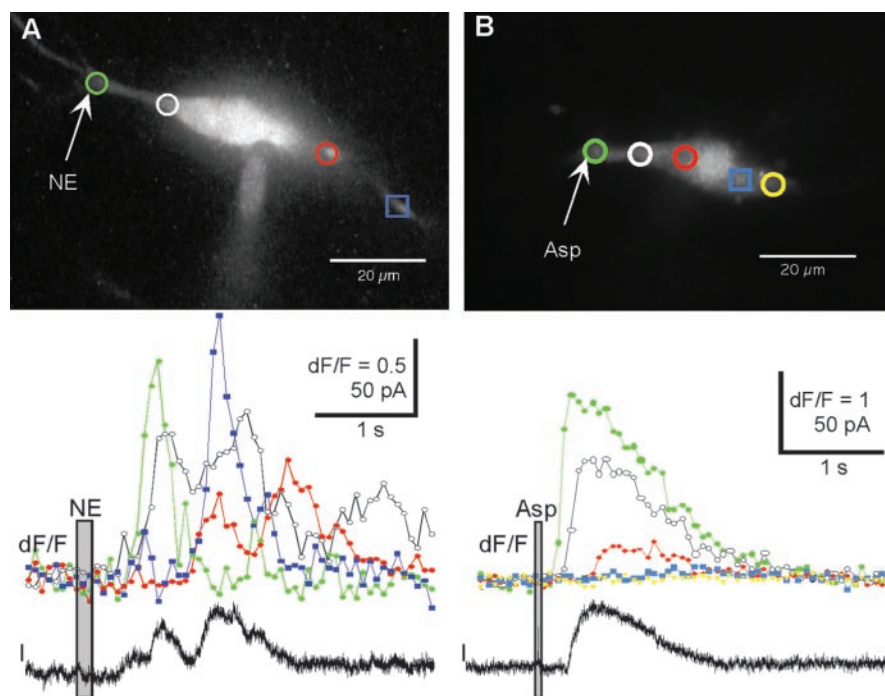 A
NE
20 µm
B
Asp
20 µm
dF/F = 0.5
50 pA
1 s
NE
dF/F
I
dF/F = 1
50 pA
1 s
Asp
dF/F
I